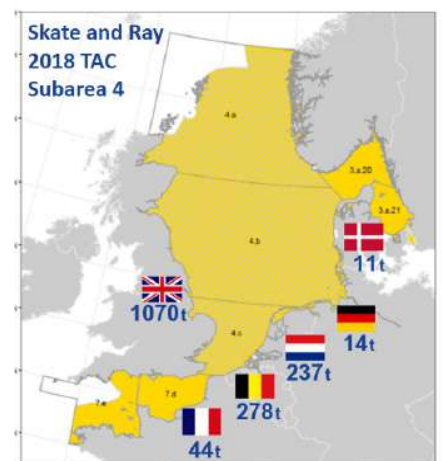 Skate and Ray
2018 TAC
Subarea 4
4.a
3.a.20
3.a.21
4.b
11t
1070t
14t
4.c
237t
278t
7.e
7.d
44t